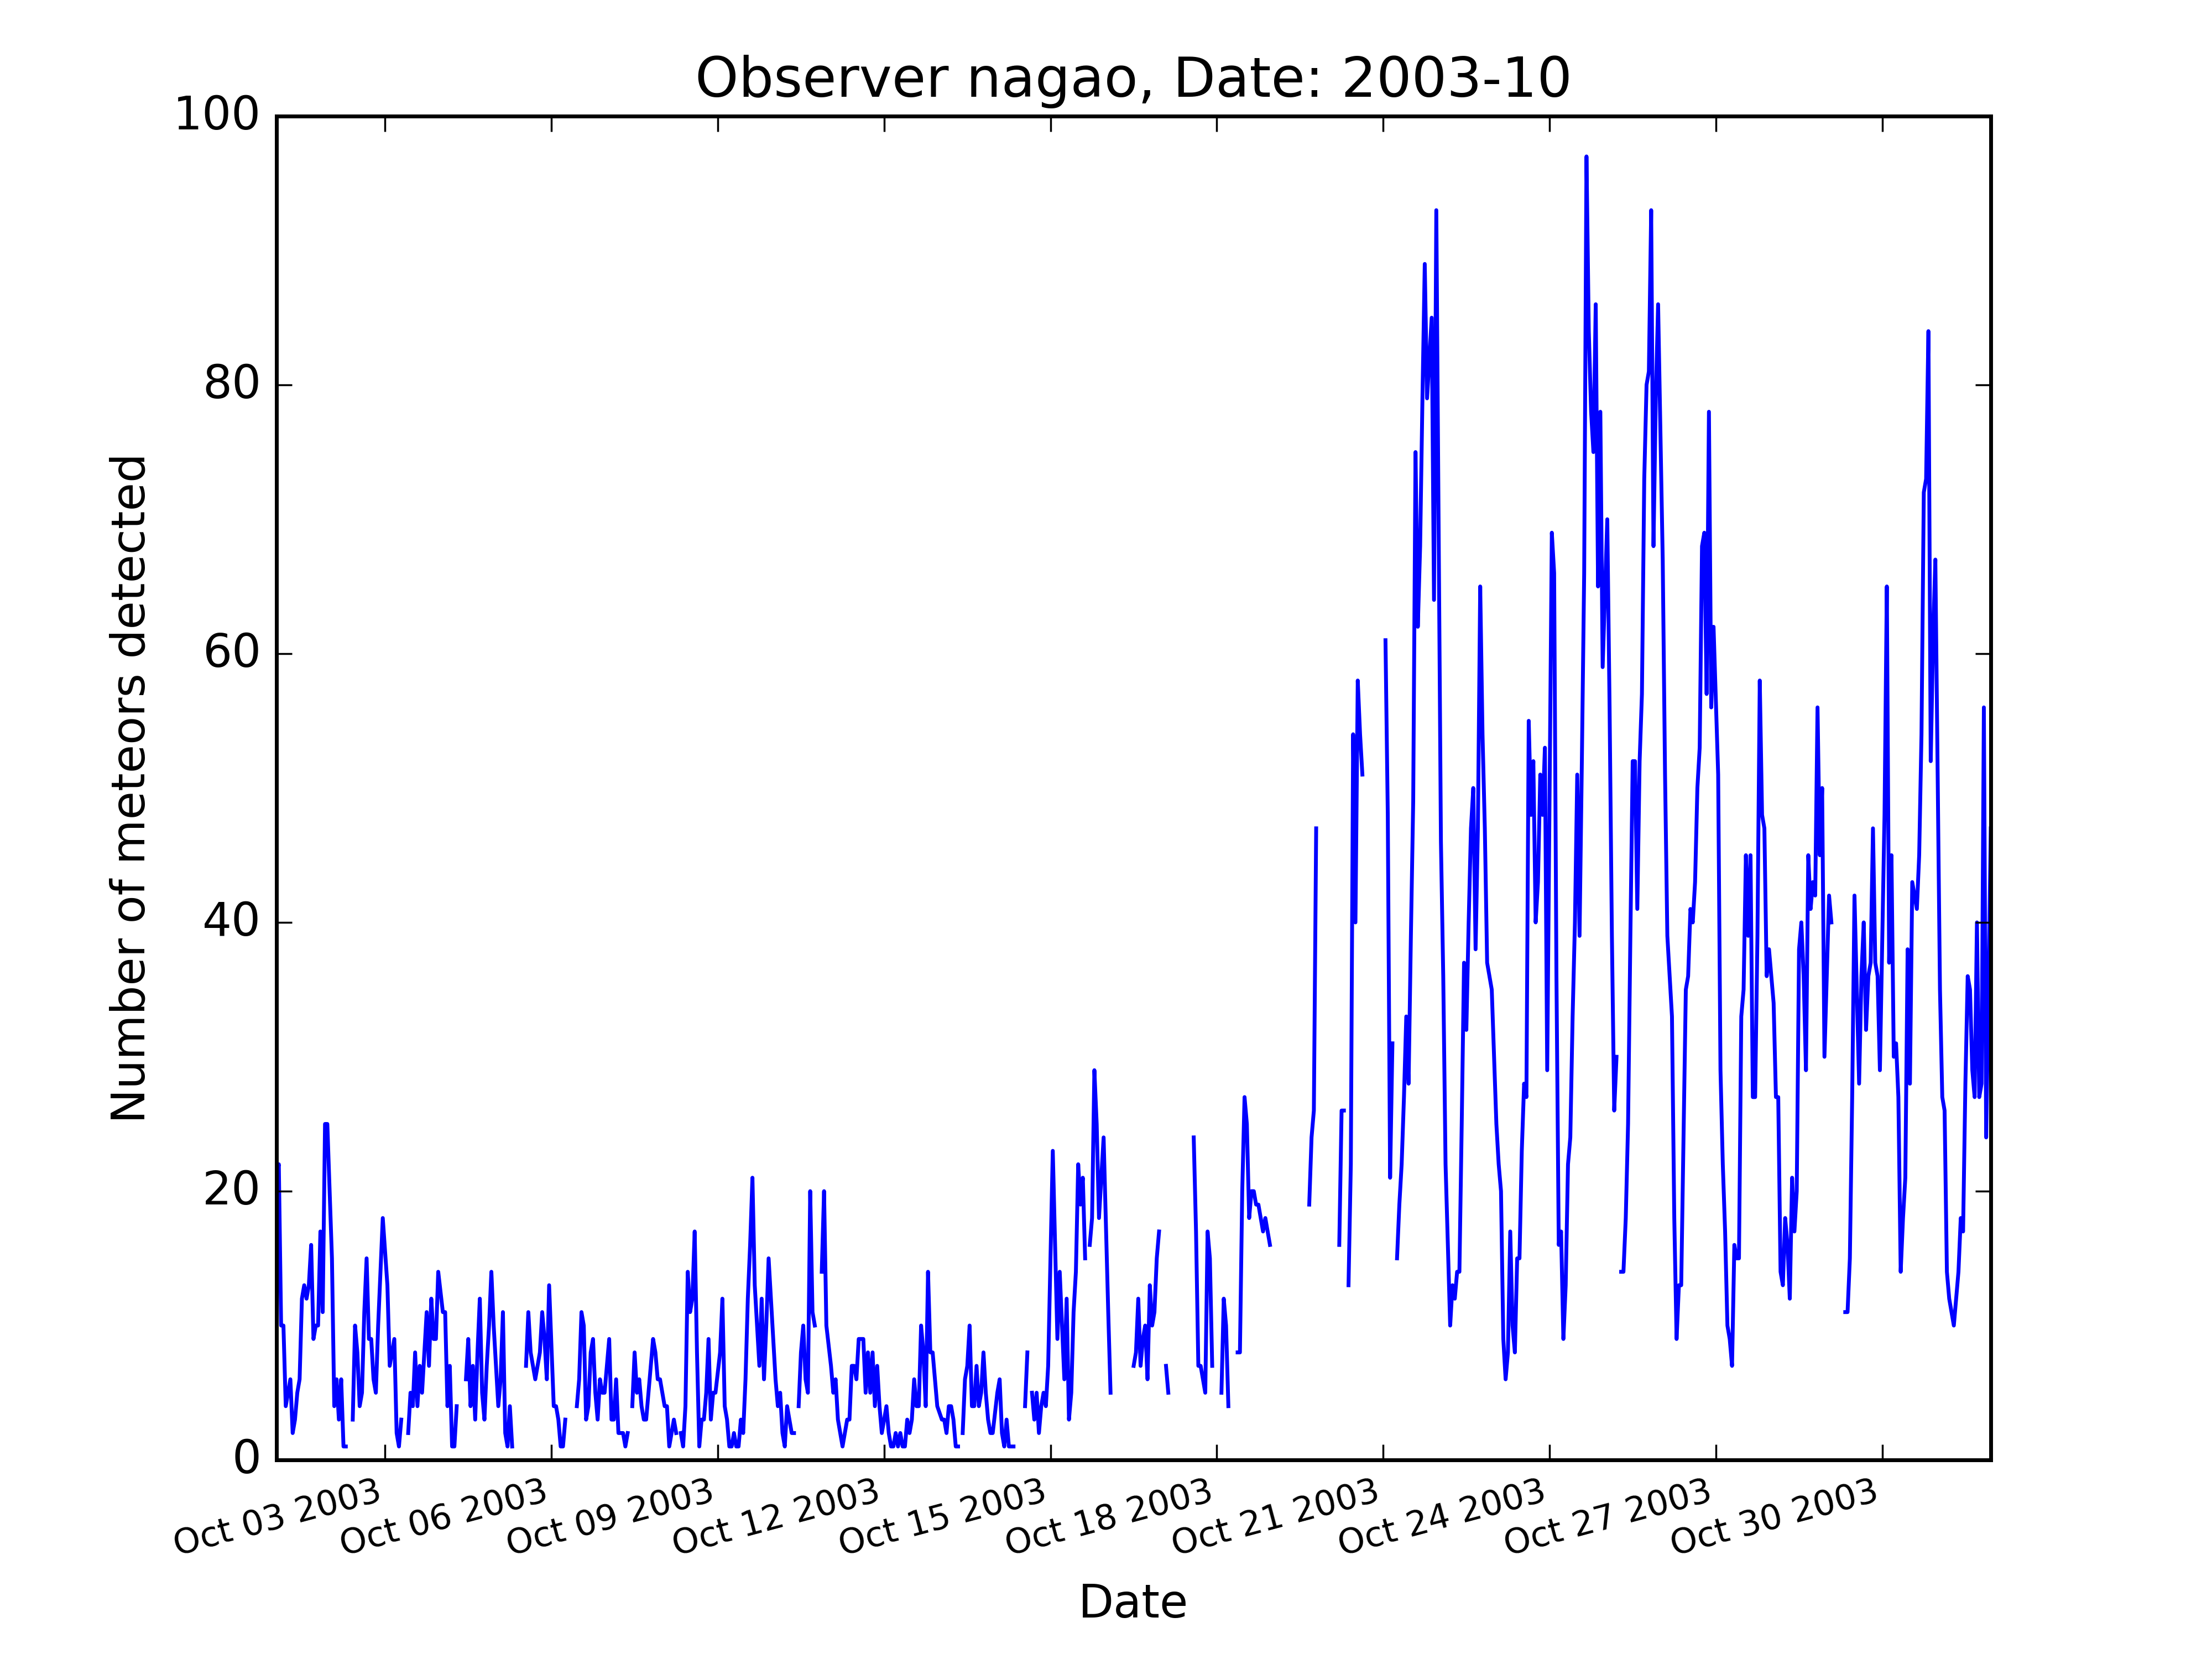 Observer nagao, Date: 2003-10
100
80
60
40
20
0
Number of meteors detected
Oct 03 2003
Oct 06 2003
Oct 09 2003
Oct 12 2003
Oct 15 2003
Oct 18 2003
Oct 21 2003
Oct 24 2003
Oct 27 2003
Oct 30 2003
Date